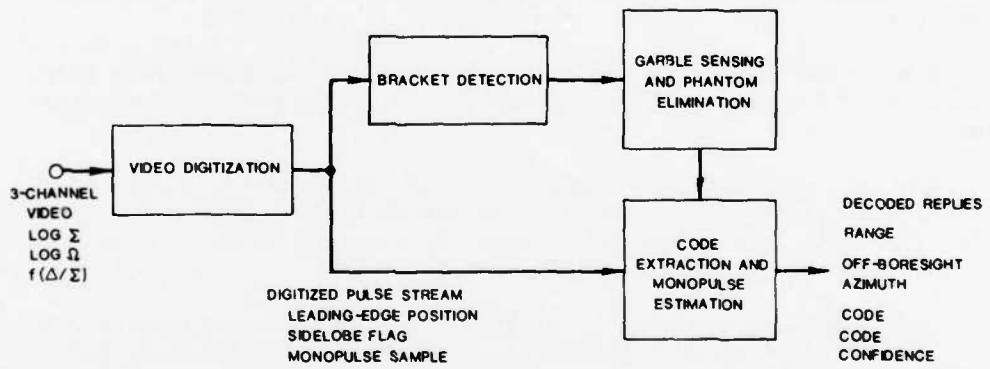 BRACKET DETECTION
GARBLE SENSING
AND PHANTOM
ELIMINATION
VIDEO DIGITIZATION
3-CHANNEL
VIDEO
LOG Σ
LOG Ω
f(Δ/Σ)
DIGITIZED PULSE STREAM
LEADING-EDGE POSITION
SIDELOBE FLAG
MONOPULSE SAMPLE
CODE
EXTRACTION AND
MONOPULSE
ESTIMATION
DECODED REPLIES
RANGE
OFF-BORESIGHT
AZIMUTH
CODE
CODE
CONFIDENCE